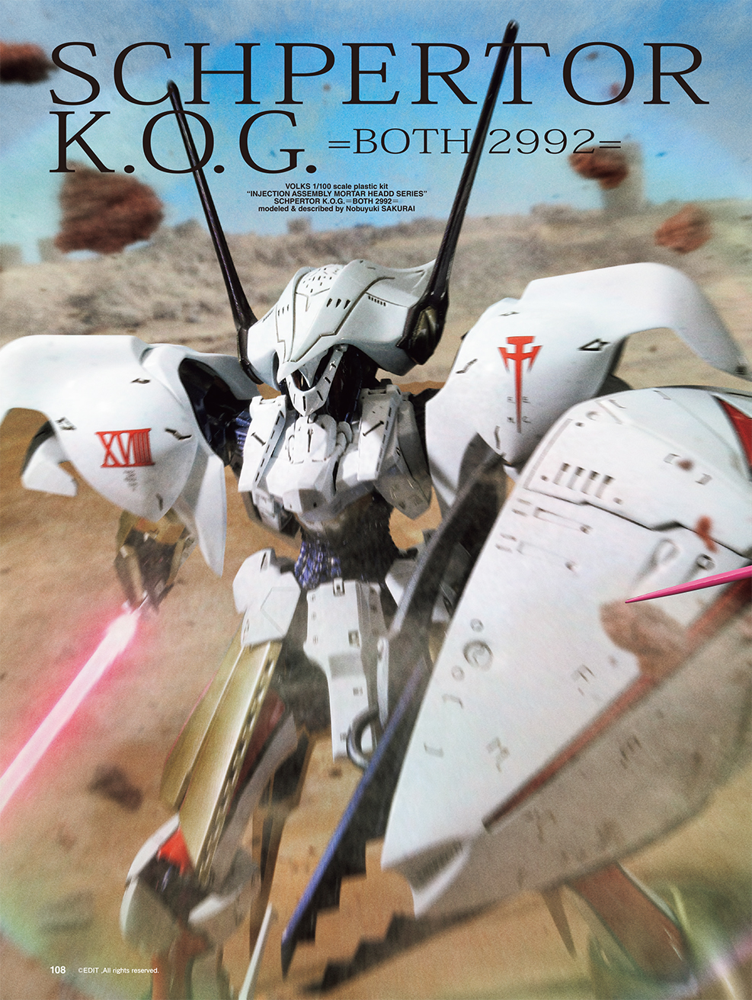 SCHPERTOR
K.O.G. =BOTH 2992=
VOLKS 1/100 scale plastic kit
"INJECTION ASSEMBLY MORTAR HEADD SERIES"
SCHPERTOR K.O.G.=BOTH 2992=
modeled & described by Nobuyuki SAKURAI
XVIII
108 ©EDIT ,All rights reserved.